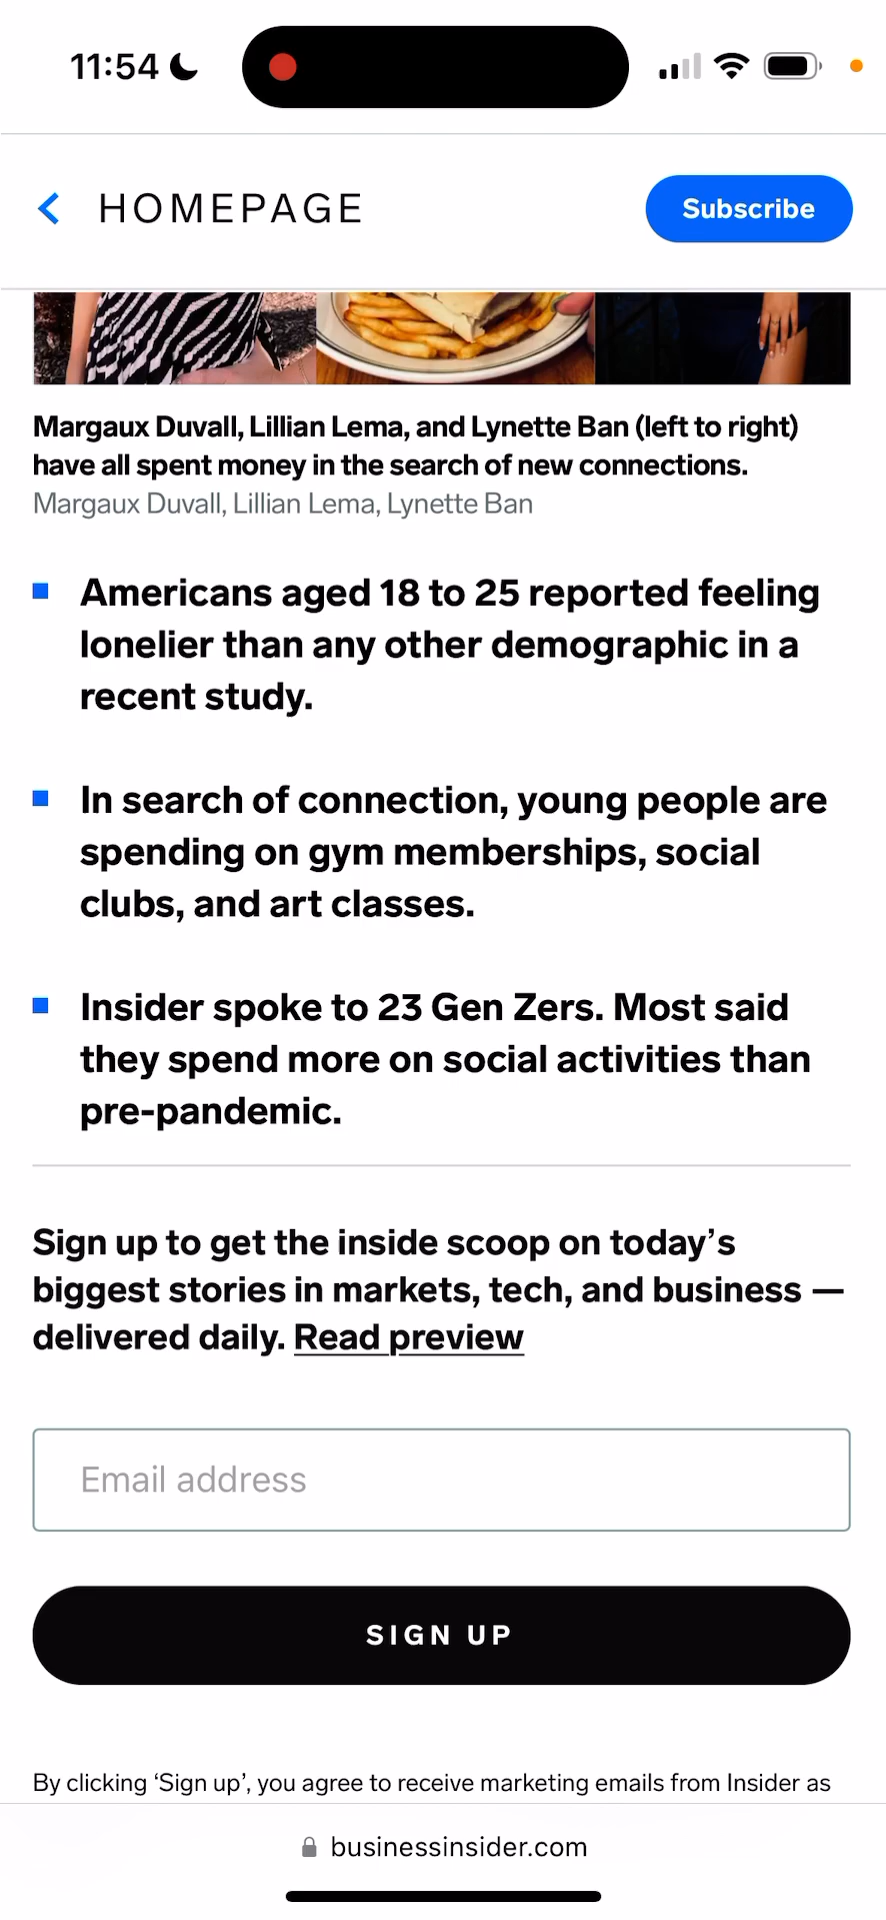 11:54
HOMEPAGE
Subscribe
Margaux Duvall, Lillian Lema, and Lynette Ban (left to right)
have all spent money in the search of new connections.
Margaux Duvall, Lillian Lema, Lynette Ban
Americans aged 18 to 25 reported feeling
lonelier than any other demographic in a
recent study.
In search of connection, young people are
spending on gym memberships, social
clubs, and art classes.
Insider spoke to 23 Gen Zers. Most said
they spend more on social activities than
pre-pandemic.
Sign up to get the inside scoop on today’s
biggest stories in markets, tech, and business —
delivered daily. Read preview
Email address
SIGN UP
By clicking ‘Sign up’, you agree to receive marketing emails from Insider as
businessinsider.com